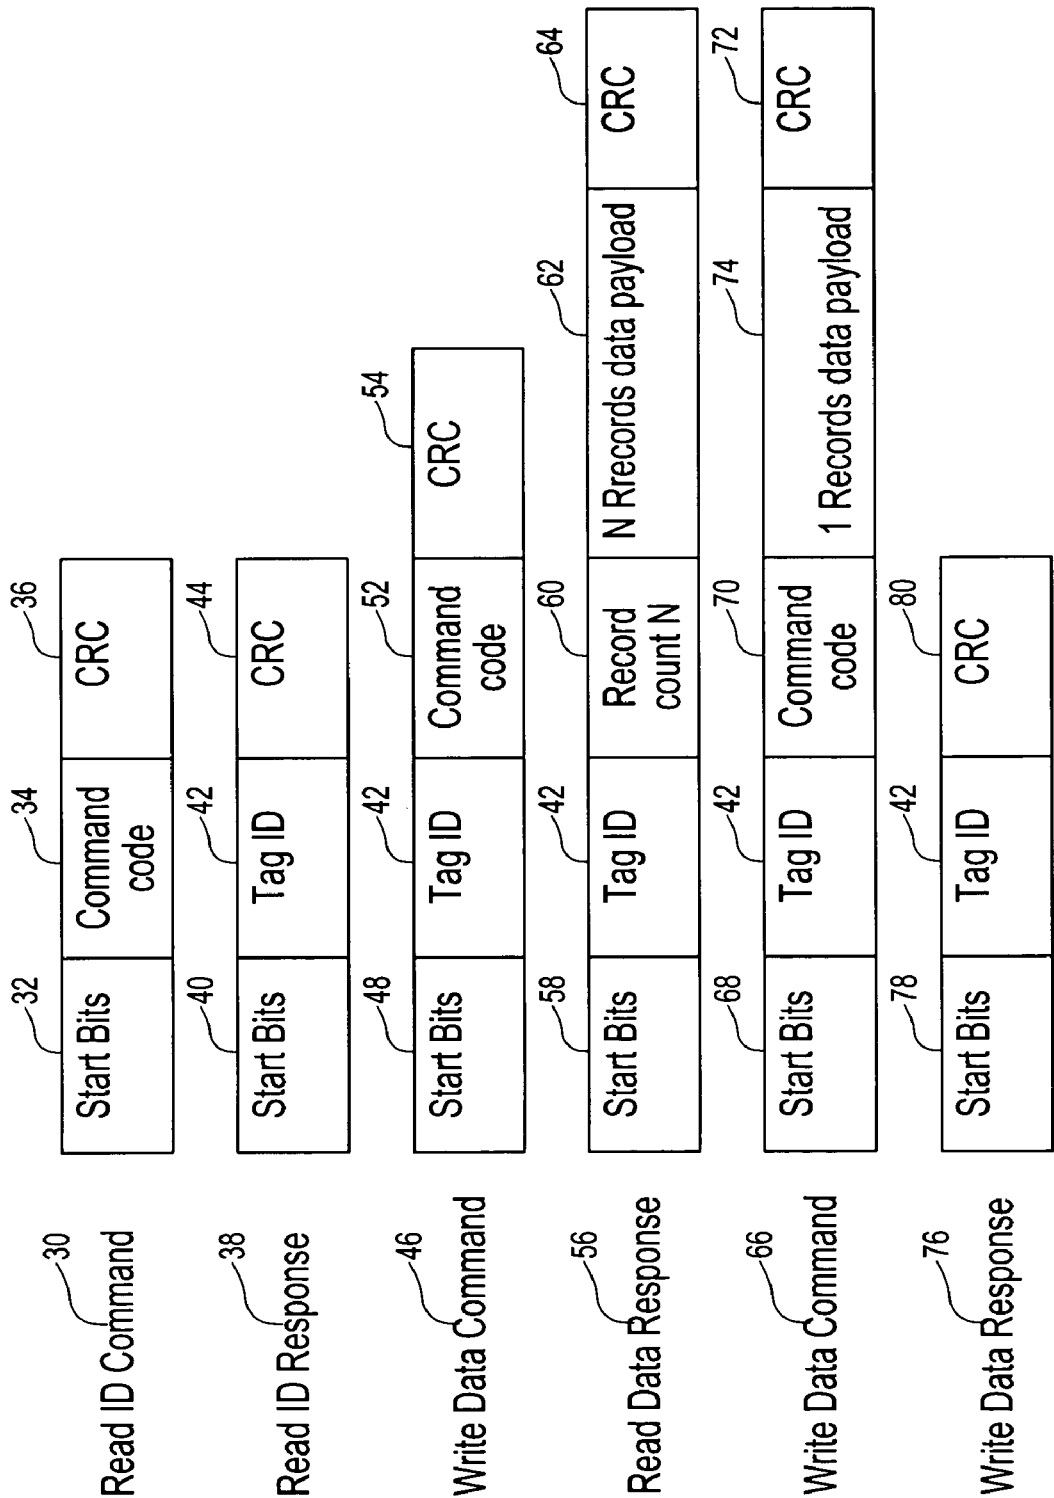 30
Read ID Command
32
Start Bits
34
Command
code
36
CRC
38
Read ID Response
40
Start Bits
42
Tag ID
44
CRC
46
Write Data Command
48
Start Bits
42
Tag ID
52
Command
code
54
CRC
56
Read Data Response
58
Start Bits
42
Tag ID
60
Record
count N
62
N Rrecords data payload
64
CRC
66
Write Data Command
68
Start Bits
42
Tag ID
70
Command
code
74
1 Records data payload
72
CRC
76
Write Data Response
78
Start Bits
42
Tag ID
80
CRC